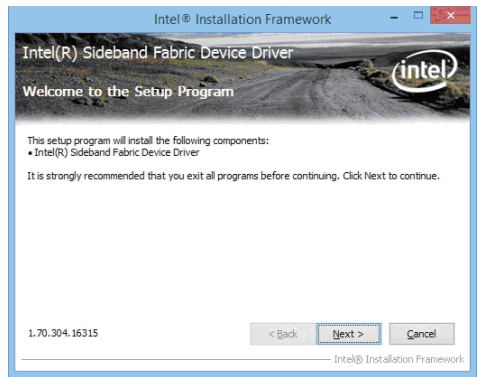 Intel® Installation Framework
Intel(R) Sideband Fabric Device Driver
Welcome to the Setup Program
intel
This setup program will install the following components:
• Intel(R) Sideband Fabric Device Driver
It is strongly recommended that you exit all programs before continuing. Click Next to continue.
1.70.304.16315
< Back Next > Cancel
Intel® Installation Framework